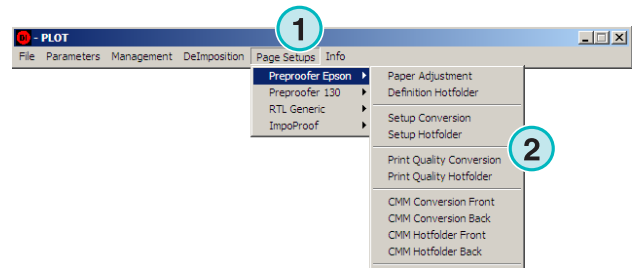 Bi - PLOT
1
File Parameters Management DeImposition Page Setups Info
Preproofer Epson
Preproofer 130
RTL Generic
ImpoProof
Paper Adjustment
Definition Hotfolder
Setup Conversion
Setup Hotfolder
2
Print Quality Conversion
Print Quality Hotfolder
CMM Conversion Front
CMM Conversion Back
CMM Hotfolder Front
CMM Hotfolder Back